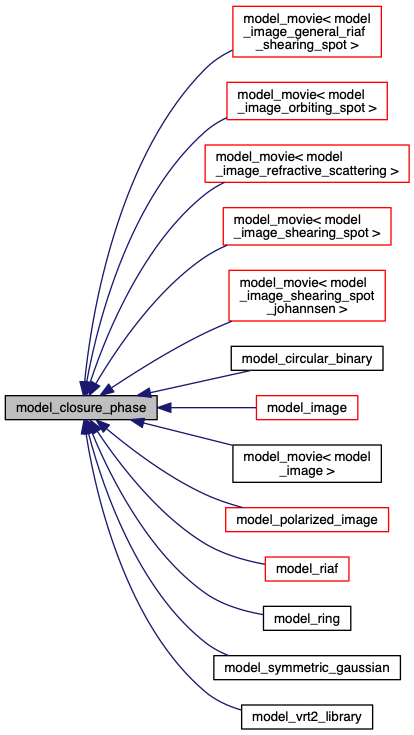 model_movie< model
_image_general_riaf
_shearing_spot >
model_movie< model
_image_orbiting_spot >
model_movie< model
_image_refractive_scattering >
model_movie< model
_image_shearing_spot >
model_movie< model
_image_shearing_spot
_johannsen >
model_circular_binary
model_closure_phase
model_image
model_movie< model
_image >
model_polarized_image
model_riaf
model_ring
model_symmetric_gaussian
model_vrt2_library